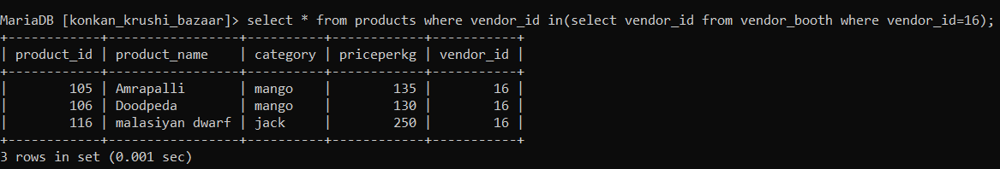 MariaDB [konkan_krushi_bazaar]> select * from products where vendor_id in(select vendor_id from vendor_booth where vendor_id=16);
+------------+-----------------+----------+------------+-----------+
| product_id | product_name    | category | priceperkg | vendor_id |
+------------+-----------------+----------+------------+-----------+
|        105 | Amrapalli       | mango    |        135 |        16 |
|        106 | Doodpeda        | mango    |        130 |        16 |
|        116 | malasiyan dwarf | jack     |        250 |        16 |
+------------+-----------------+----------+------------+-----------+
3 rows in set (0.001 sec)